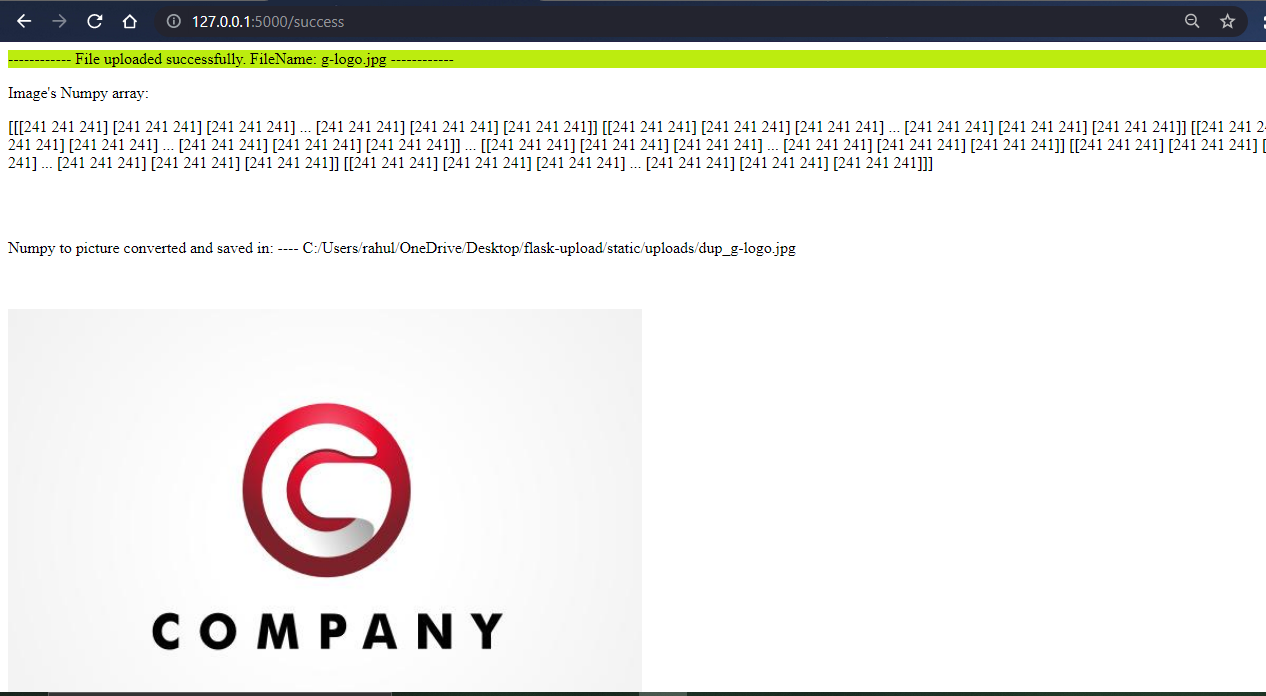 127.0.0.1:5000/success
------------ File uploaded successfully. FileName: g-logo.jpg ------------
Image's Numpy array:
[[[241 241 241] [241 241 241] [241 241 241] ... [241 241 241] [241 241 241] [241 241 241]] [[241 241 241] [241 241 241] [241 241 241] ... [241 241 241] [241 241 241] [241 241 241]] [[241 241
241 241] [241 241 241] ... [241 241 241] [241 241 241] [241 241 241]] ... [[241 241 241] [241 241 241] [241 241 241] ... [241 241 241] [241 241 241] [241 241 241]] [[241 241 241] [241 241 241] [
241] ... [241 241 241] [241 241 241] [241 241 241]] [[241 241 241] [241 241 241] [241 241 241] ... [241 241 241] [241 241 241] [241 241 241]]]
Numpy to picture converted and saved in: ---- C:/Users/rahul/OneDrive/Desktop/flask-upload/static/uploads/dup_g-logo.jpg
COMPANY